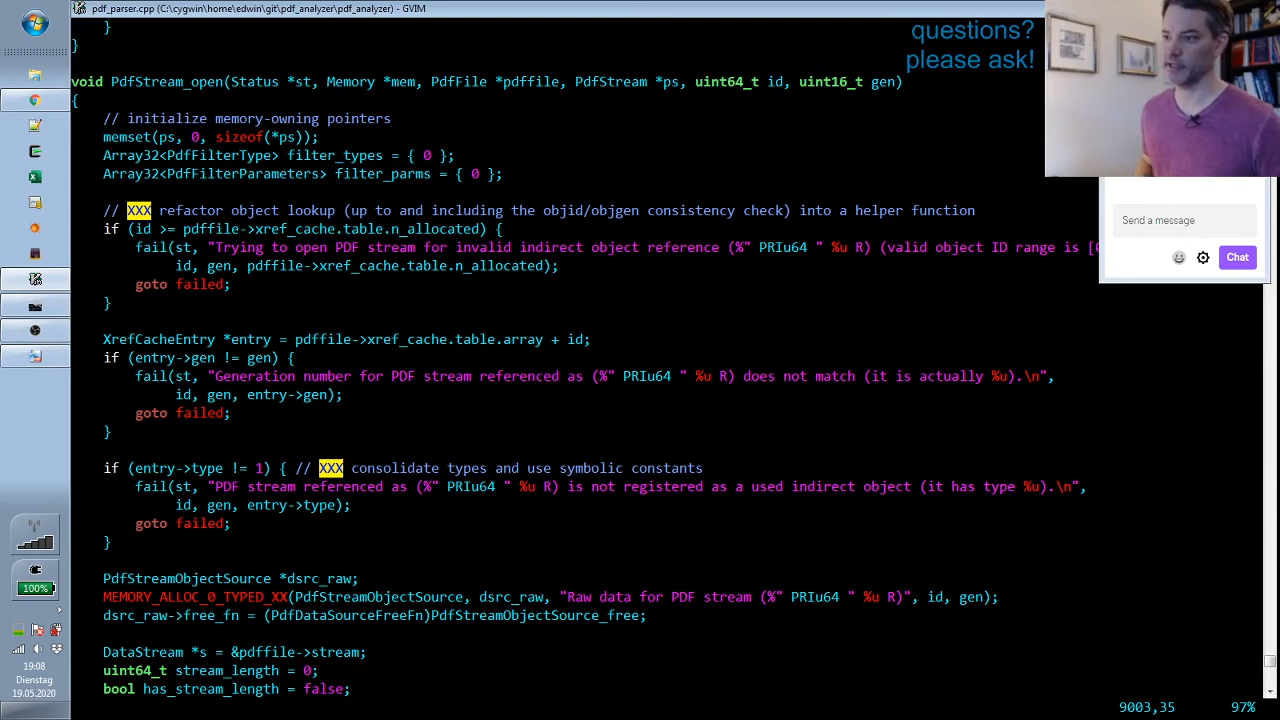 pdf_parser.cpp (C:\cygwin\home\edwin\git\pdf_analyzer\pdf_analyzer) - GVIM
questions?
please ask!
}
}
void PdfStream_open(Status *st, Memory *mem, PdfFile *pdffile, PdfStream *ps, uint64_t id, uint16_t gen)
{
// initialize memory-owning pointers
memset(ps, 0, sizeof(*ps));
Array32<PdfFilterType> filter_types = { 0 };
Array32<PdfFilterParameters> filter_parms = { 0 };
// XXX refactor object lookup (up to and including the objid/objgen consistency check) into a helper function
if (id >= pdffile->xref_cache.table.n_allocated) {
fail(st, "Trying to open PDF stream for invalid indirect object reference (%" PRIu64 " %u R) (valid object ID range is [
id, gen, pdffile->xref_cache.table.n_allocated);
goto failed;
}
XrefCacheEntry *entry = pdffile->xref_cache.table.array + id;
if (entry->gen != gen) {
fail(st, "Generation number for PDF stream referenced as (%" PRIu64 " %u R) does not match (it is actually %u).\n",
id, gen, entry->gen);
goto failed;
}
if (entry->type != 1) { // XXX consolidate types and use symbolic constants
fail(st, "PDF stream referenced as (%" PRIu64 " %u R) is not registered as a used indirect object (it has type %u).\n",
id, gen, entry->type);
goto failed;
}
PdfStreamObjectSource *dsrc_raw;
MEMORY_ALLOC_0_TYPED_XX(PdfStreamObjectSource, dsrc_raw, "Raw data for PDF stream (%" PRIu64 " %u R)", id, gen);
dsrc_raw->free_fn = (PdfDataSourceFreeFn)PdfStreamObjectSource_free;
DataStream *s = &pdffile->stream;
uint64_t stream_length = 0;
bool has_stream_length = false;
9003,35 97%
Send a message
Chat
100%
19:08
Dienstag
19.05.2020